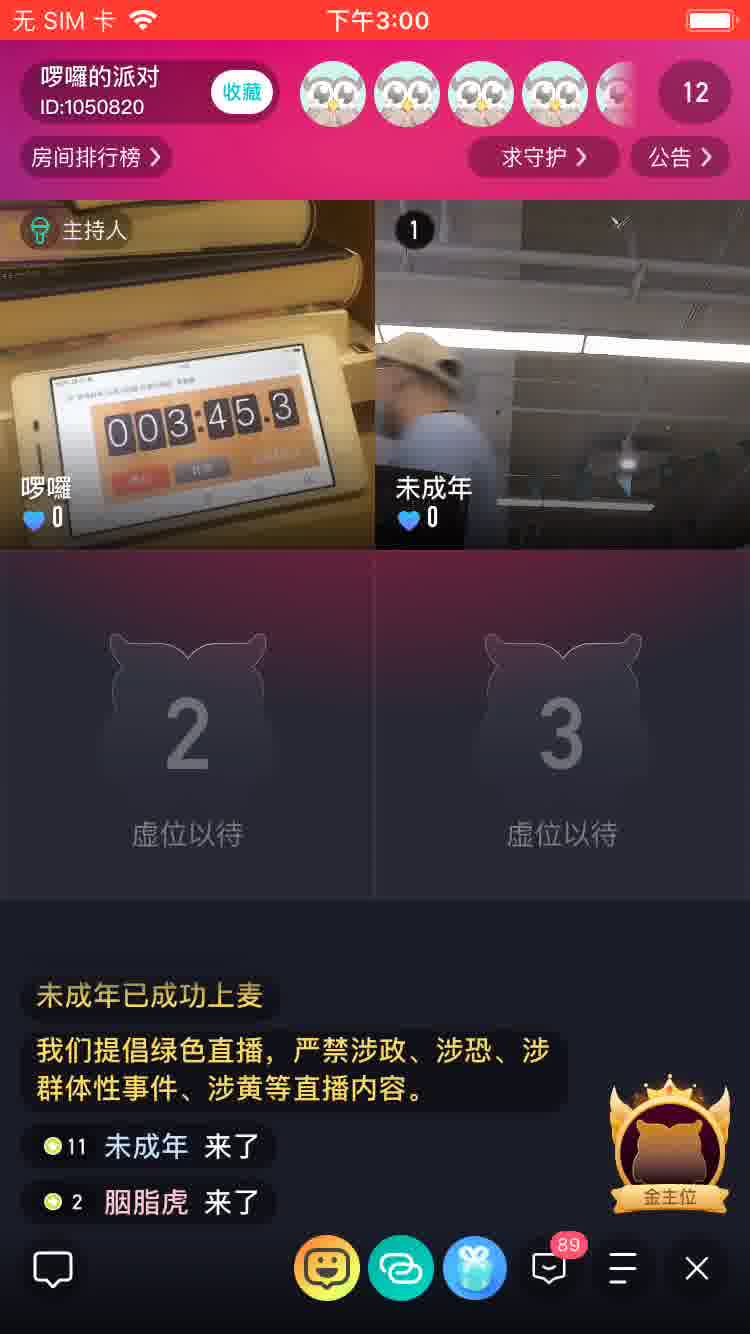 无 SIM 卡
下午3:00
啰囉的派对
ID:1050820
收藏
12
房间排行榜
求守护
公告
主持人
1
003:45.3
啰囉
0
未成年
0
2
虚位以待
3
虚位以待
未成年已成功上麦
我们提倡绿色直播，严禁涉政、涉恐、涉
群体性事件、涉黄等直播内容。
11 未成年 来了
2 胭脂虎 来了
金主位
89